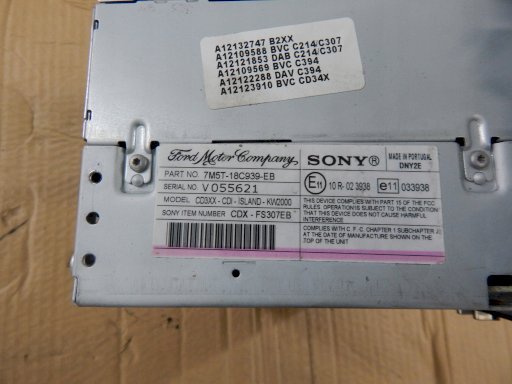 A12132747 B2XX
A12109588 BVC C214/C307
A12121853 DAB C214/C307
A12109569 BVC C394
A12122288 DAV C394
A12123910 BVC CD34X
Ford Motor Company
SONY®
MADE IN PORTUGAL
DNY2E
PART NO. 7M5T-18C939-EB
SERIAL NO. V055621
E11 10 R- 02 3938
e11 033938
MODEL CD3XX - CDI - ISLAND - KW2000
SONY ITEM NUMBER CDX - FS307EB
THIS DEVICE COMPLIES WITH PART 15 OF THE FCC
RULES OPERATION IS SUBJECT TO THE CONDITION
THAT THIS DEVICE DOES NOT CAUSE HARMFUL
INTERFERENCE
COMPLIES WITH C. F. C. CHAPTER 1 SUBCHAPTER J
AT THE DATE OF MANUFACTURE SHOWN ON THE
TOP OF THE UNIT